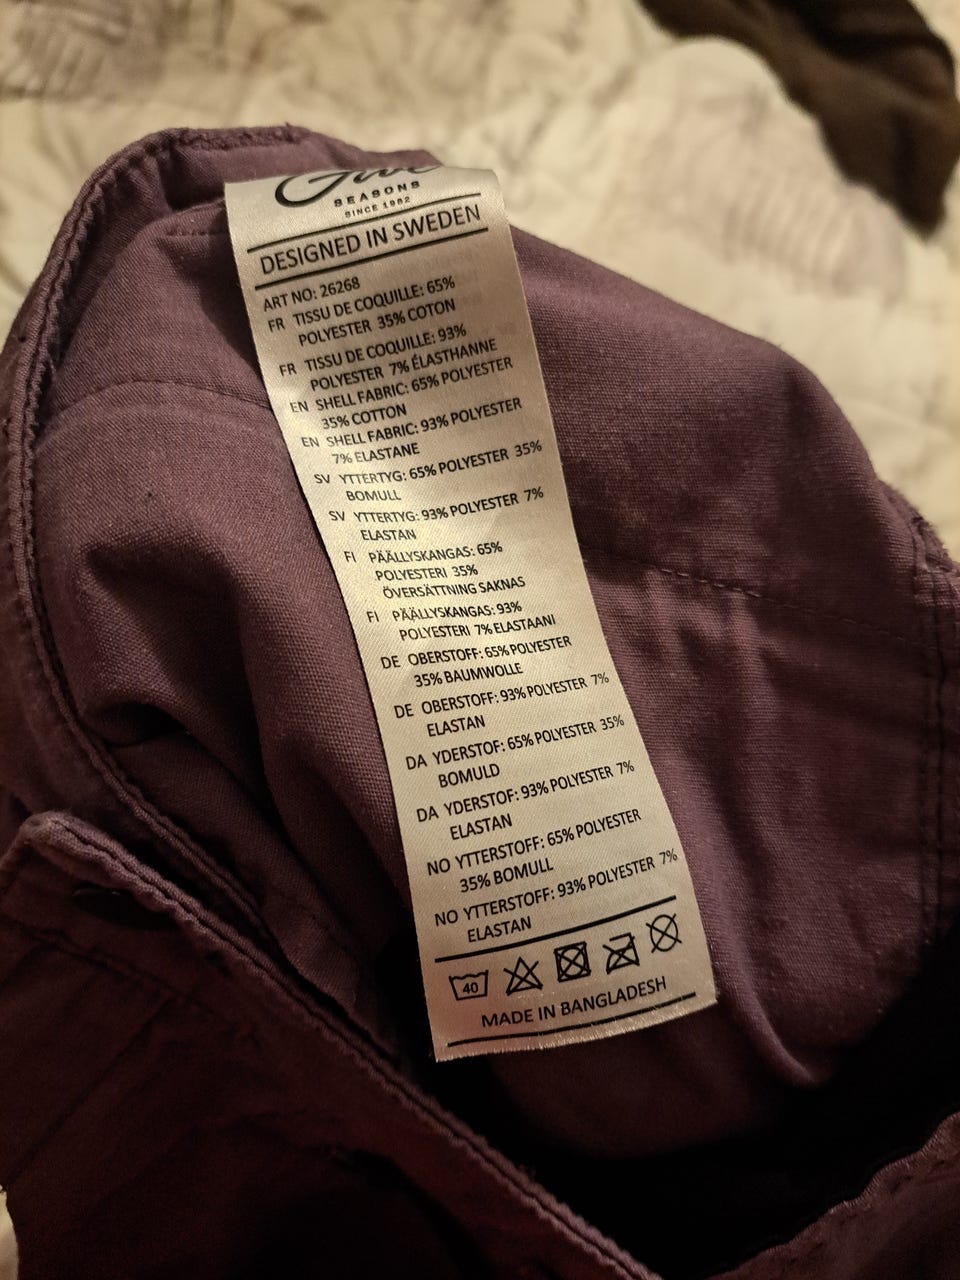 SEASONS
SINCE 1982
DESIGNED IN SWEDEN
ART NO: 26268
FR TISSU DE COQUILLE: 65%
POLYESTER 35% COTON
FR TISSU DE COQUILLE: 93%
POLYESTER 7% ÉLASTHANNE
EN SHELL FABRIC: 65% POLYESTER
35% COTTON
EN SHELL FABRIC: 93% POLYESTER
7% ELASTANE
SV YTTERTYG: 65% POLYESTER 35%
BOMULL
SV YTTERTYG: 93% POLYESTER 7%
ELASTAN
FI PÄÄLLYSKANGAS: 65%
POLYESTERI 35%
ÖVERSÄTTNING SAKNAS
FI PÄÄLLYSKANGAS: 93%
POLYESTERI 7% ELASTAANI
DE OBERSTOFF: 65% POLYESTER
35% BAUMWOLLE
DE OBERSTOFF: 93% POLYESTER 7%
ELASTAN
DA YDERSTOF: 65% POLYESTER 35%
BOMULD
DA YDERSTOF: 93% POLYESTER 7%
ELASTAN
NO YTTERSTOFF: 65% POLYESTER
35% BOMULL
NO YTTERSTOFF: 93% POLYESTER 7%
ELASTAN
40
MADE IN BANGLADESH